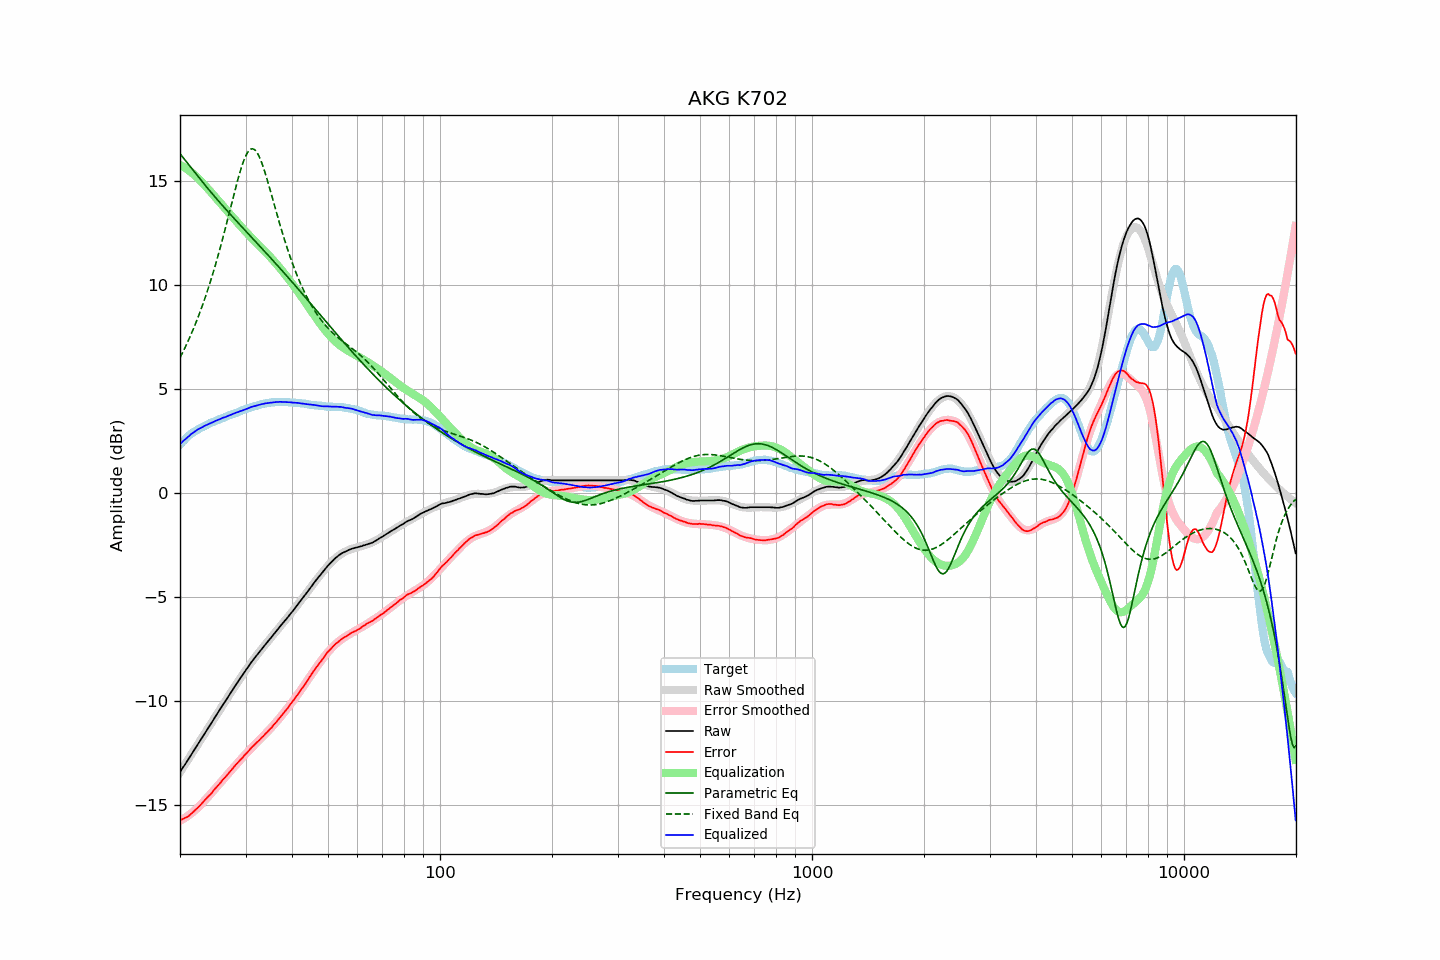 AKG K702
Amplitude (dBr)
15
10
5
0
−5
−10
−15
100
1000
10000
Frequency (Hz)
Target
Raw Smoothed
Error Smoothed
Raw
Error
Equalization
Parametric Eq
Fixed Band Eq
Equalized